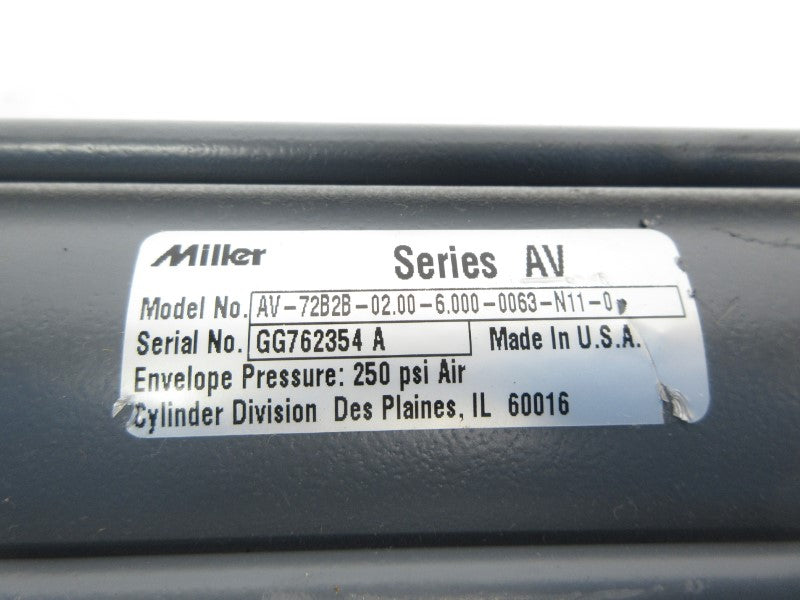 Miller Series AV
Model No. AV-72B2B-02.00-6.000-0063-N11-0
Serial No. GG762354 A Made In U.S.A.
Envelope Pressure: 250 psi Air
Cylinder Division Des Plaines, IL 60016